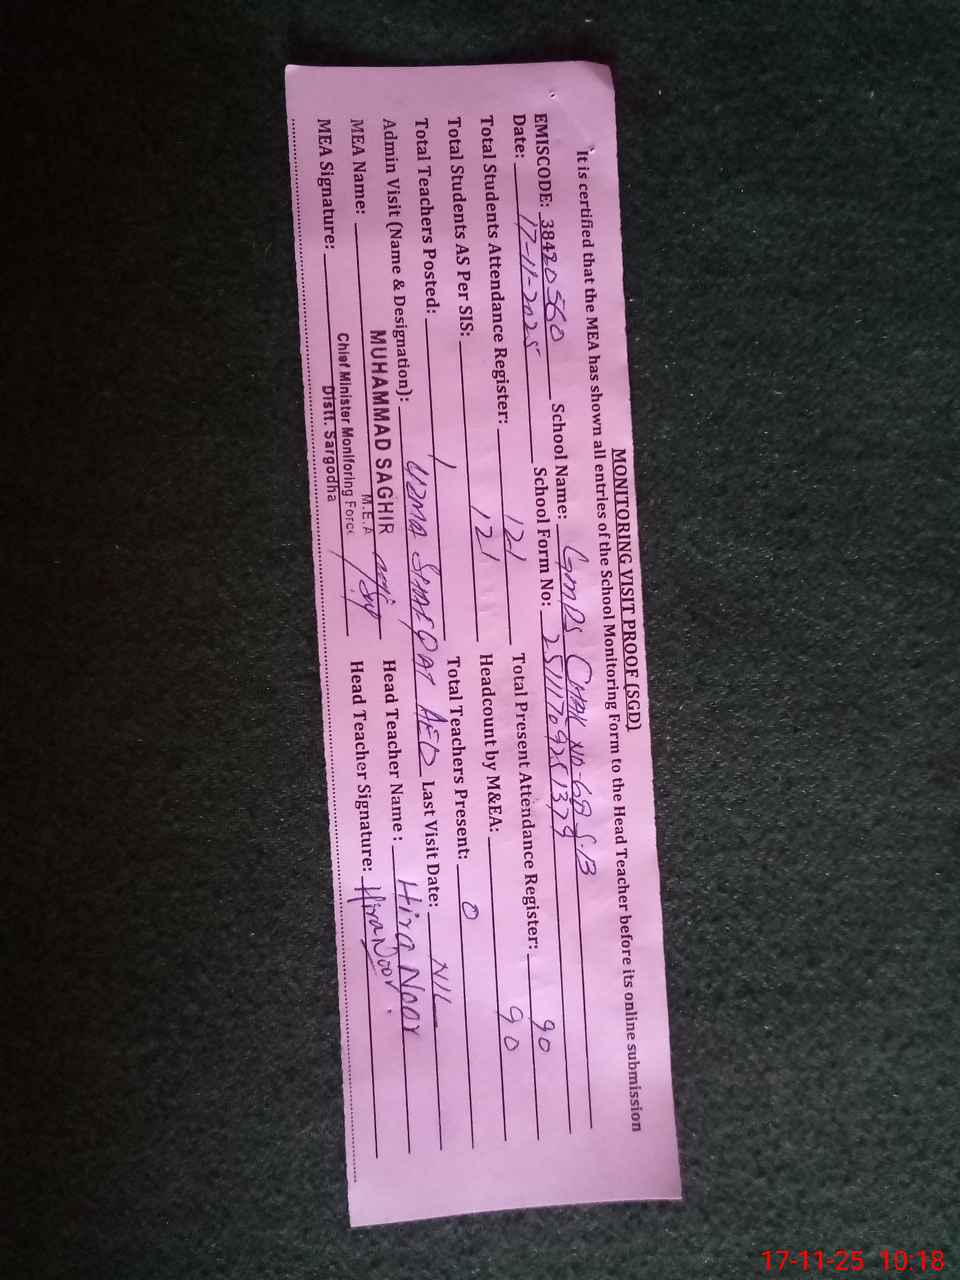 MONITORING VISIT PROOF (SGD)
It is certified that the MEA has shown all entries of the School Monitoring Form to the Head Teacher before its online submission
EMISCODE: 38420560 School Name: GMPS CHAK NO-68 S.B
Date: 17-11-2025 School Form No:
Total Students Attendance Register: 121 Total Present Attendance Register: 90
Total Students AS Per SIS: 121 Headcount by M&EA: 90
Total Teachers Posted: 1 Total Teachers Present: 0
Admin Visit (Name & Designation): UZMA SHAFQAT AEO Last Visit Date: NIL
MEA Name: MUHAMMAD SAGHIR Head Teacher Name : Hira Noor
M.E.A
MEA Signature: Chief Minister Monitoring Force Head Teacher Signature: Hira Noor
Distt. Sargodha
17-11-25 10:18